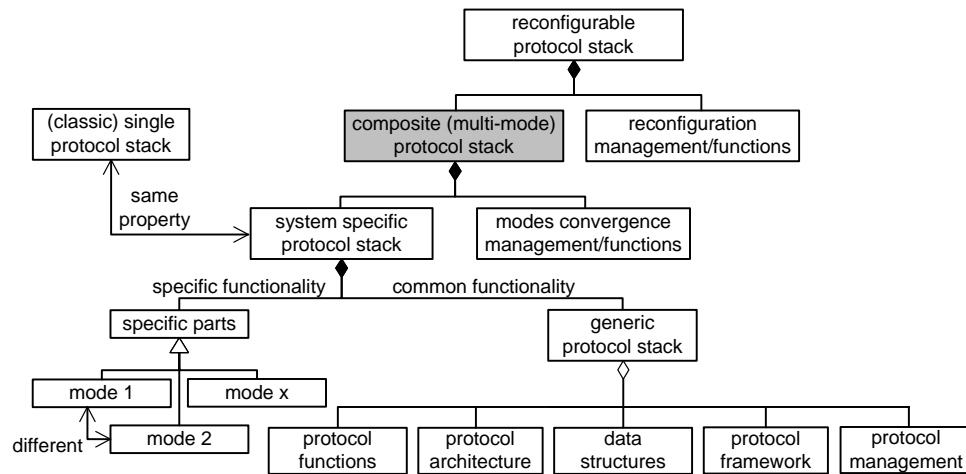 reconfigurable
protocol stack
(classic) single
protocol stack
composite (multi-mode)
protocol stack
reconfiguration
management/functions
same
property
system specific
protocol stack
modes convergence
management/functions
specific functionality
common functionality
specific parts
generic
protocol stack
mode 1
mode x
different
mode 2
protocol
functions
protocol
architecture
data
structures
protocol
framework
protocol
management